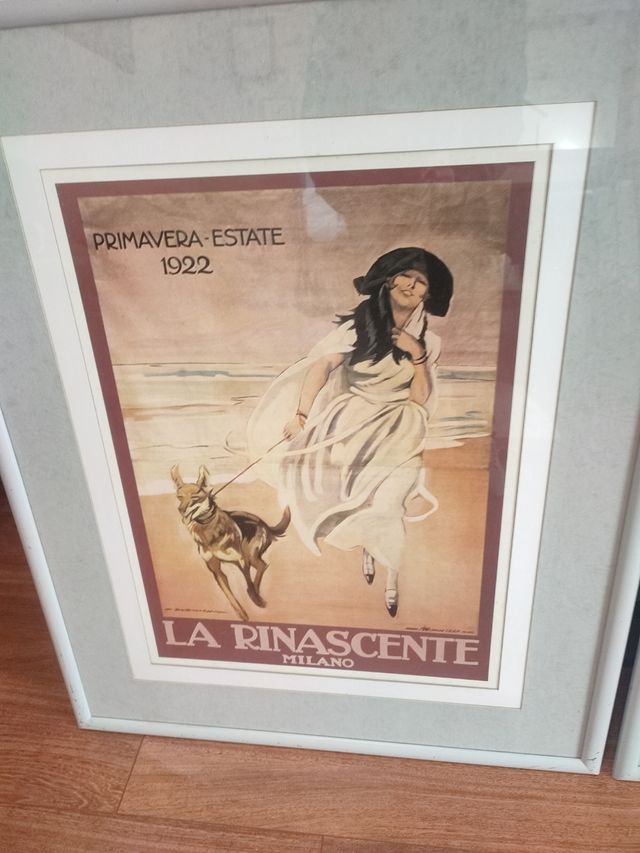 PRIMAVERA-ESTATE
1922
LA RINASCENTE
MILANO